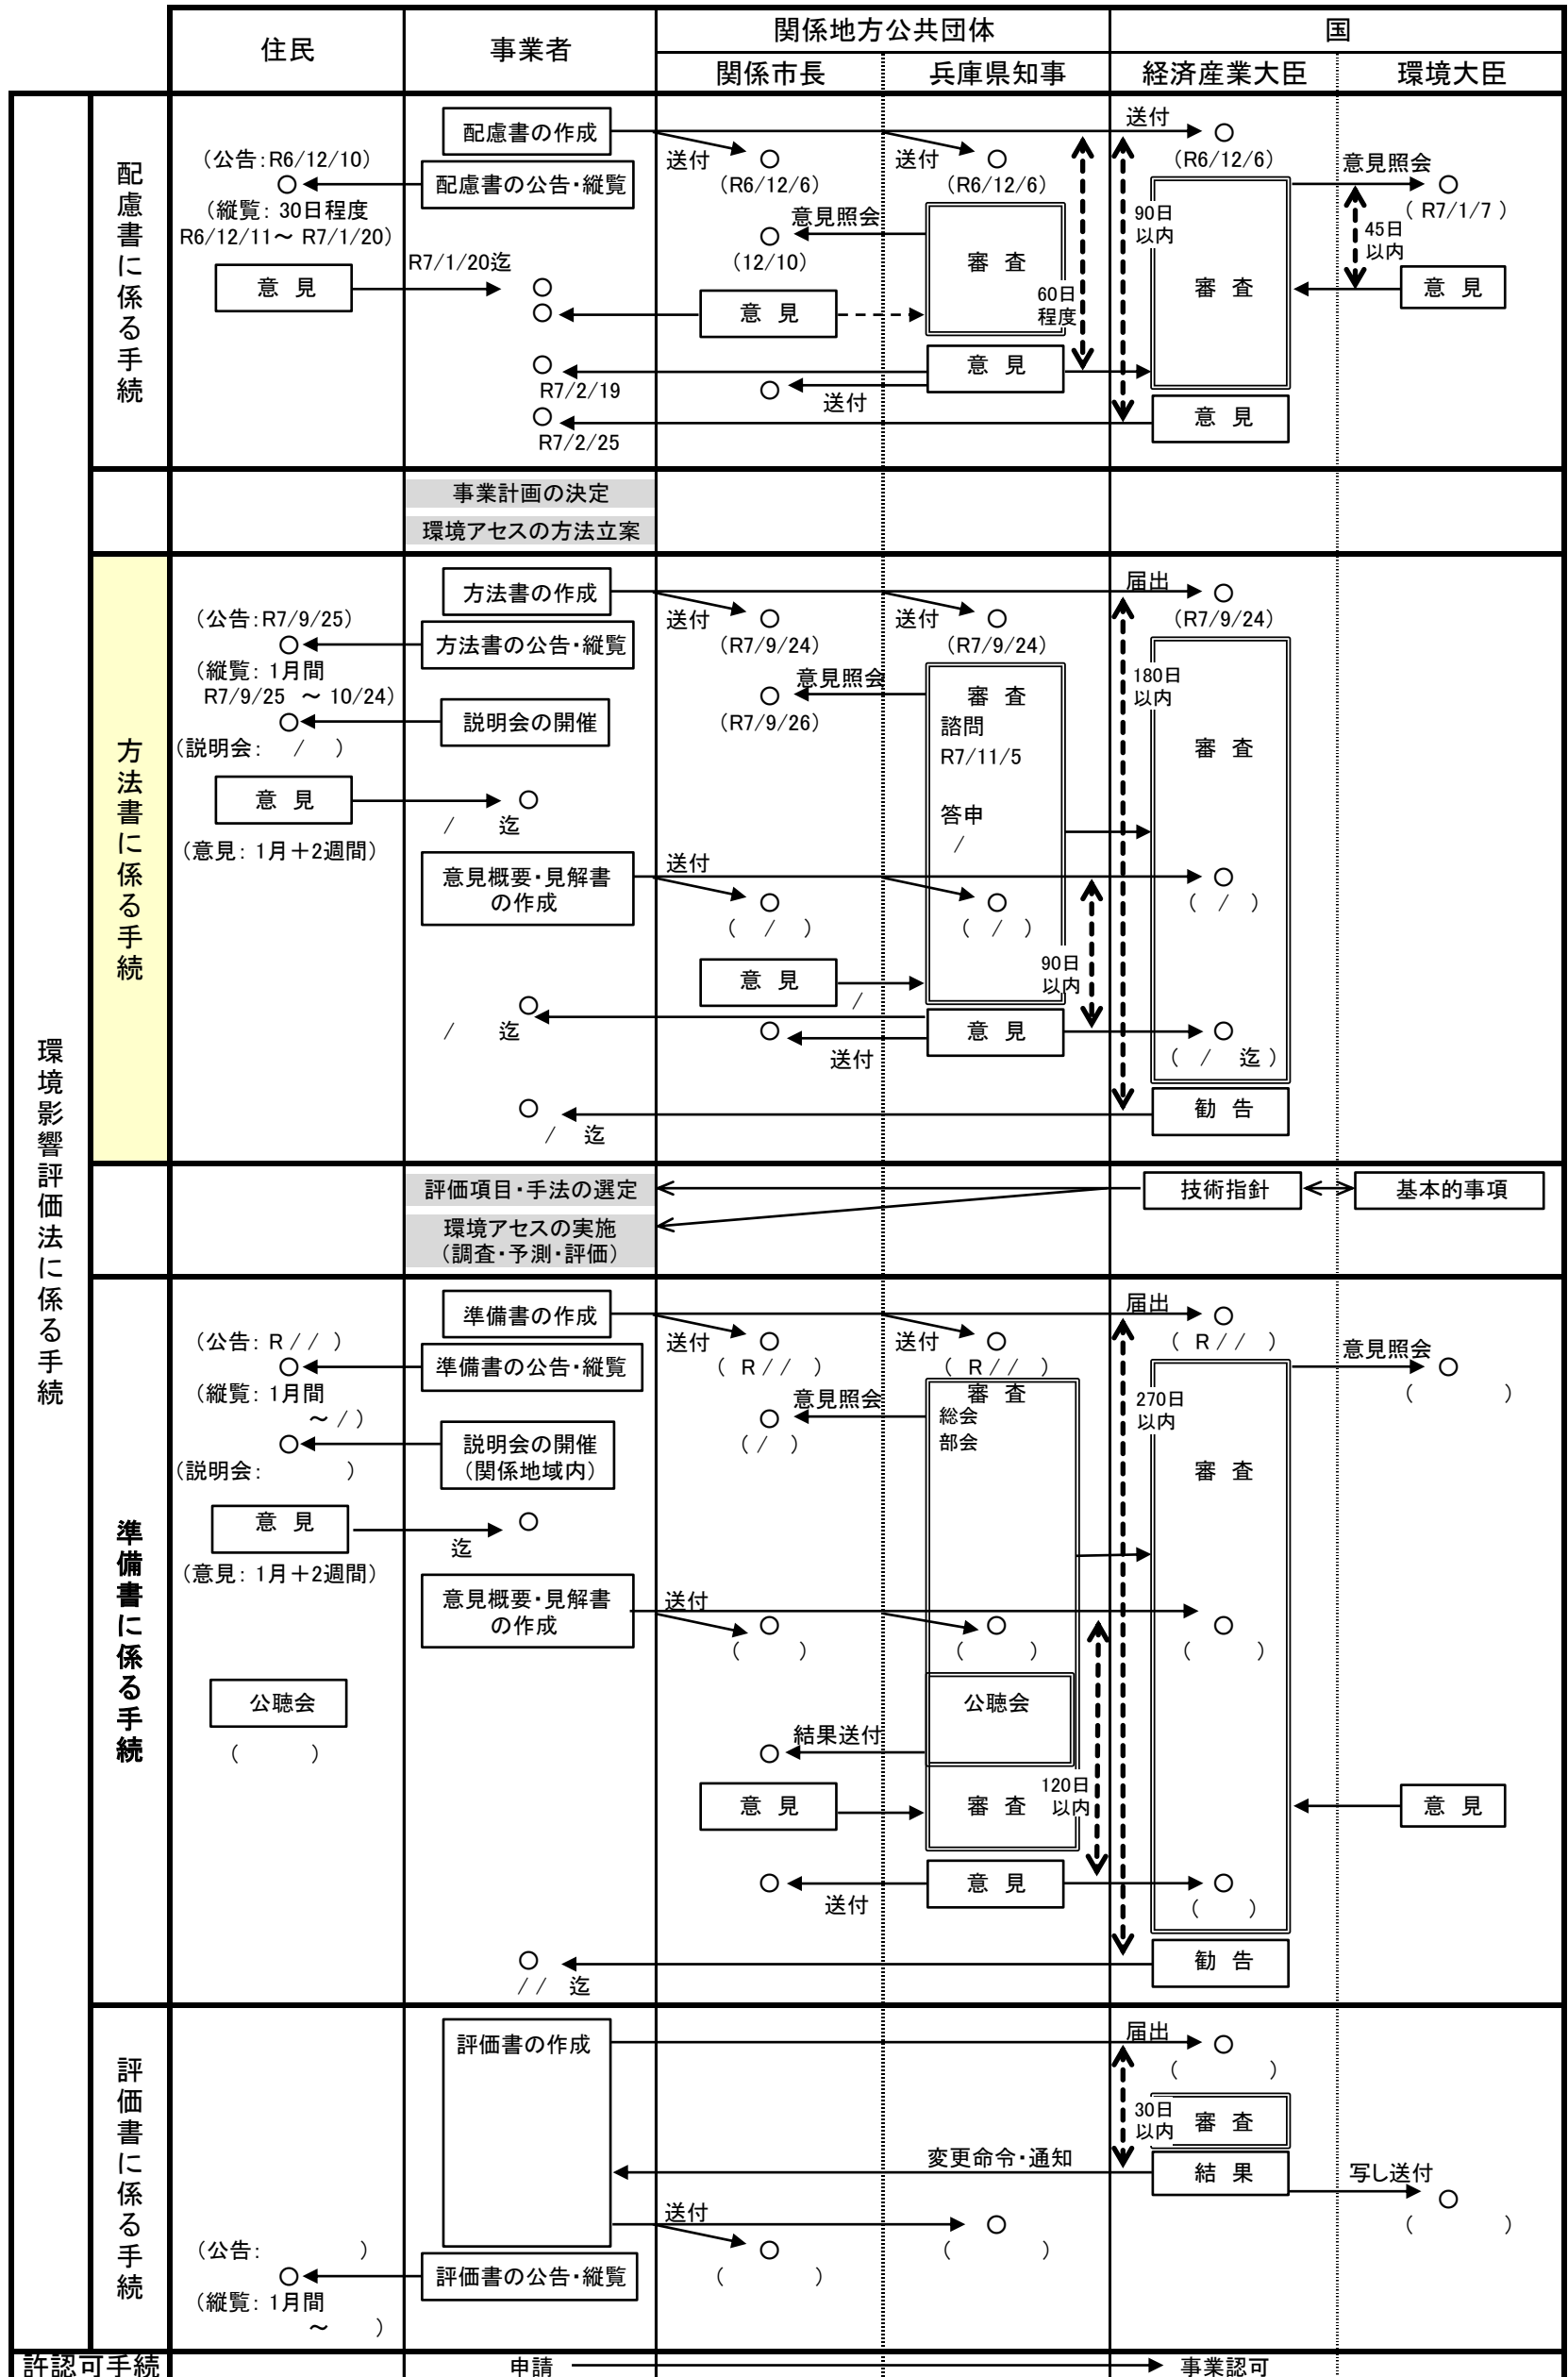 住民
事業者
関係地方公共団体
国
関係市長
兵庫県知事
経済産業大臣
環境大臣
環境影響評価法に係る手続
配慮書に係る手続
配慮書の作成
送付
送付
送付
(公告:R6/12/10)
配慮書の公告・縦覧
(R6/12/6)
(R6/12/6)
(R6/12/6)
意見照会
(縦覧: 30日程度
R6/12/11～ R7/1/20)
意見照会
(12/10)
審 査
90日
以内
審 査
( R7/1/7 )
45日
以内
意 見
R7/1/20迄
意 見
60日
程度
意 見
意 見
R7/2/19
送付
R7/2/25
意 見
事業計画の決定
環境アセスの方法立案
方法書に係る手続
方法書の作成
送付
送付
届出
(公告:R7/9/25)
方法書の公告・縦覧
(R7/9/24)
(R7/9/24)
(R7/9/24)
(縦覧: 1月間
R7/9/25 ～ 10/24)
意見照会
(R7/9/26)
審 査
諮問
R7/11/5
180日
以内
審 査
説明会の開催
(説明会: / )
意 見
/ 迄
答申
/
(意見: 1月＋2週間)
意見概要・見解書
の作成
送付
( / )
( / )
( / )
意 見
/
90日
以内
/ 迄
意 見
送付
( / 迄 )
勧 告
/ 迄
評価項目・手法の選定
技術指針
基本的事項
環境アセスの実施
(調査・予測・評価)
準備書に係る手続
準備書の作成
送付
送付
届出
(公告: R / / )
準備書の公告・縦覧
( R / / )
( R / / )
( R / / )
意見照会
( )
(縦覧: 1月間
～ / )
意見照会
( / )
審 査
総会
部会
270日
以内
審 査
説明会の開催
(関係地域内)
(説明会: )
意 見
迄
(意見: 1月＋2週間)
意見概要・見解書
の作成
送付
( )
( )
( )
公聴会
( )
公聴会
結果送付
意 見
審 査
120日
以内
意 見
意 見
送付
( )
勧 告
/ / 迄
評価書に係る手続
評価書の作成
届出
( )
30日
以内
審 査
変更命令・通知
結 果
写し送付
( )
送付
( )
( )
(公告: )
評価書の公告・縦覧
(縦覧: 1月間
～ )
許認可手続
申請
事業認可